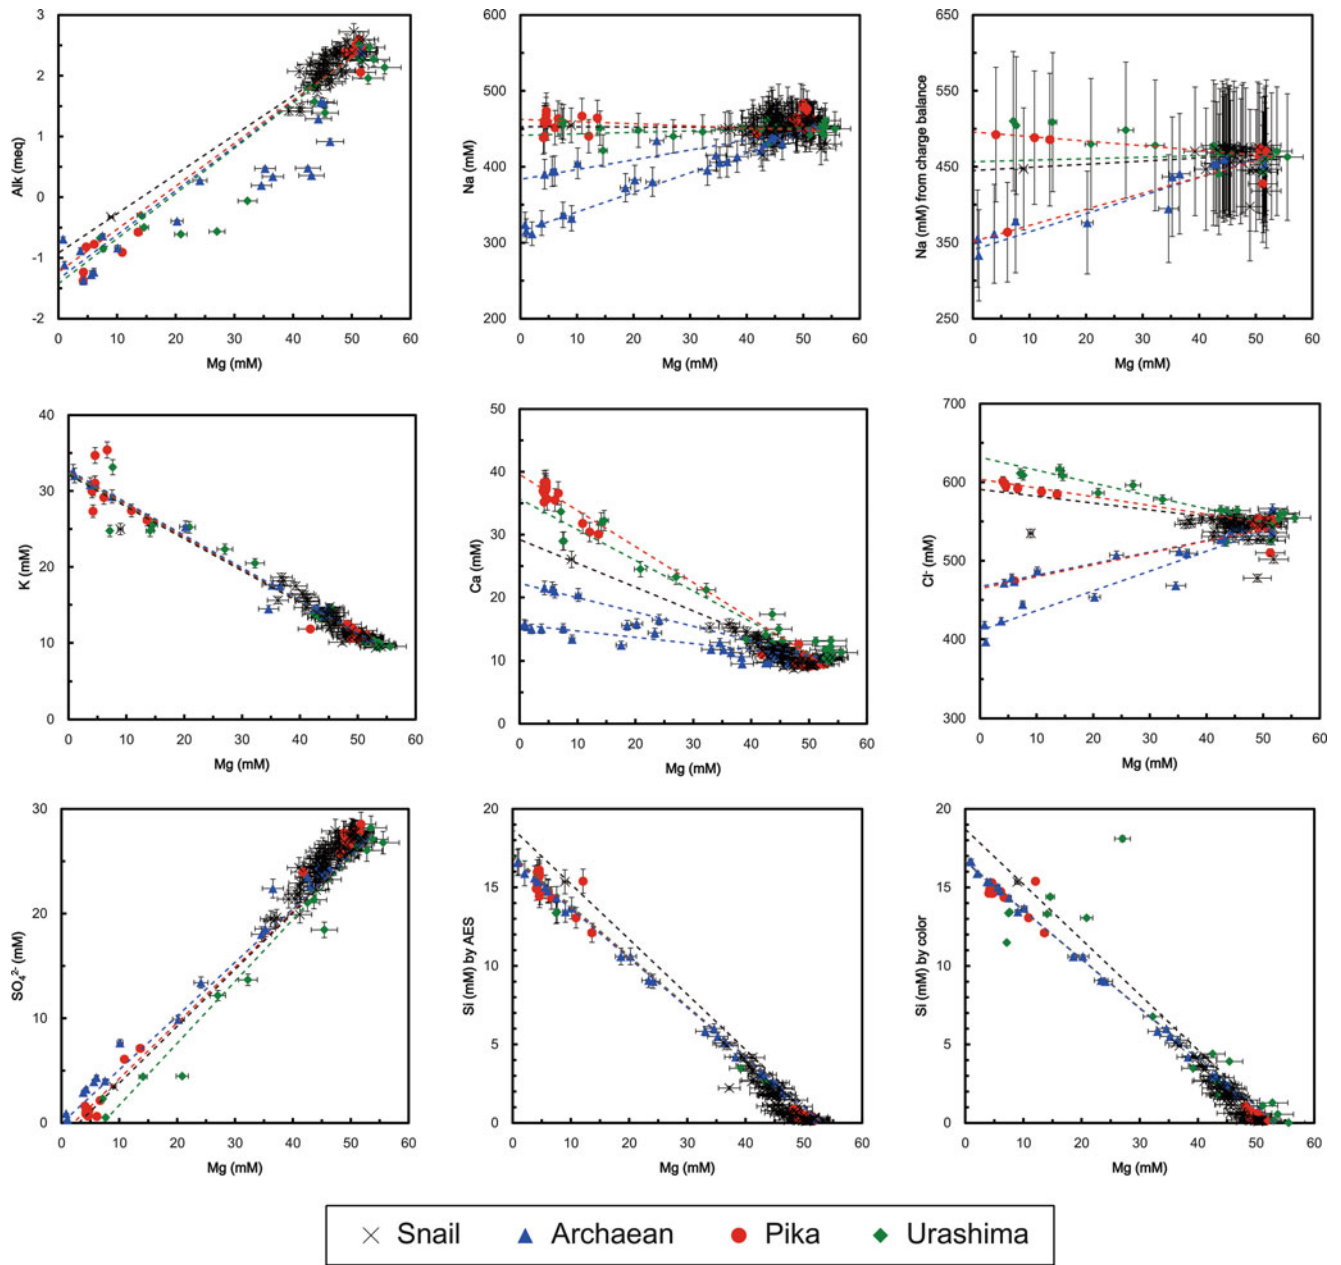 3
2
1
0
-1
-2
Alk (meq)
0 10 20 30 40 50 60
Mg (mM)
600
500
400
300
200
Na (mM)
0 10 20 30 40 50 60
Mg (mM)
650
550
450
350
250
Na (mM) from charge balance
0 10 20 30 40 50 60
Mg (mM)
40
30
20
10
0
K (mM)
0 10 20 30 40 50 60
Mg (mM)
50
40
30
20
10
0
Ca (mM)
0 10 20 30 40 50 60
Mg (mM)
700
600
500
400
300
Cl⁻ (mM)
0 10 20 30 40 50 60
Mg (mM)
30
20
10
0
SO₄²⁻ (mM)
0 10 20 30 40 50 60
Mg (mM)
20
15
10
5
0
Si (mM) by AES
0 10 20 30 40 50 60
Mg (mM)
20
15
10
5
0
Si (mM) by color
0 10 20 30 40 50 60
Mg (mM)
Snail Archaean Pika Urashima